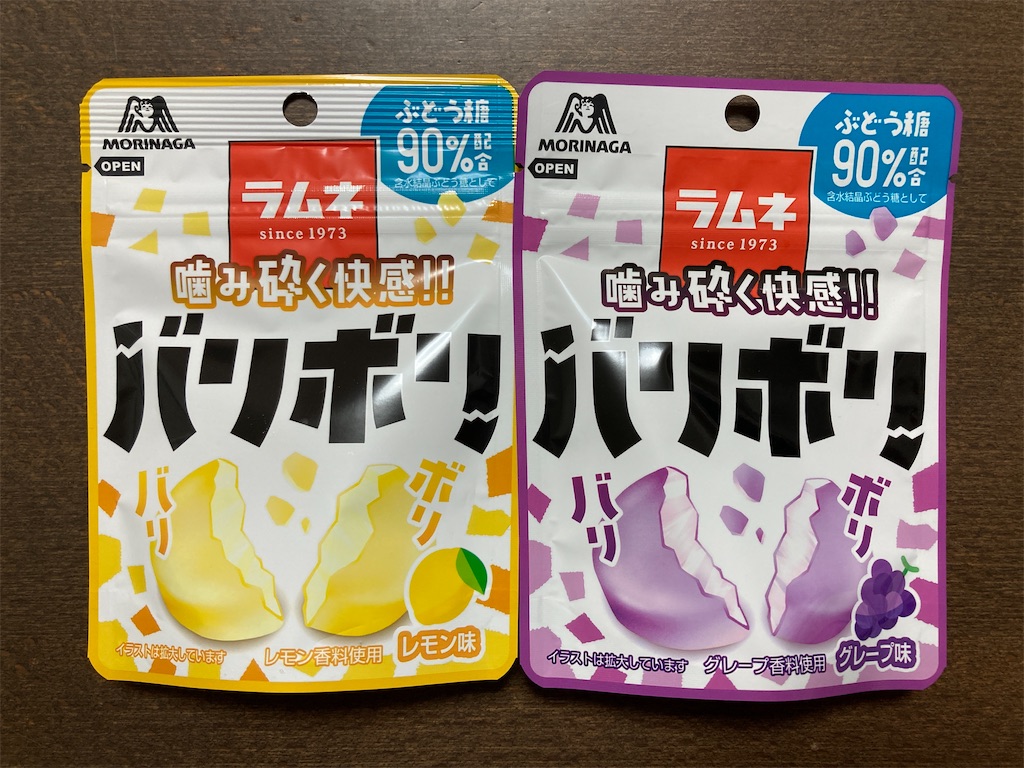 MORINAGA
OPEN
ぶどう糖
90%配合
含水結晶ぶどう糖として
ラムネ
since 1973
噛み砕く快感!!
バリボリ
バリ
ボリ
レモン味
イラストは拡大しています
レモン香料使用
MORINAGA
OPEN
ぶどう糖
90%配合
含水結晶ぶどう糖として
ラムネ
since 1973
噛み砕く快感!!
バリボリ
バリ
ボリ
グレープ味
イラストは拡大しています
グレープ香料使用